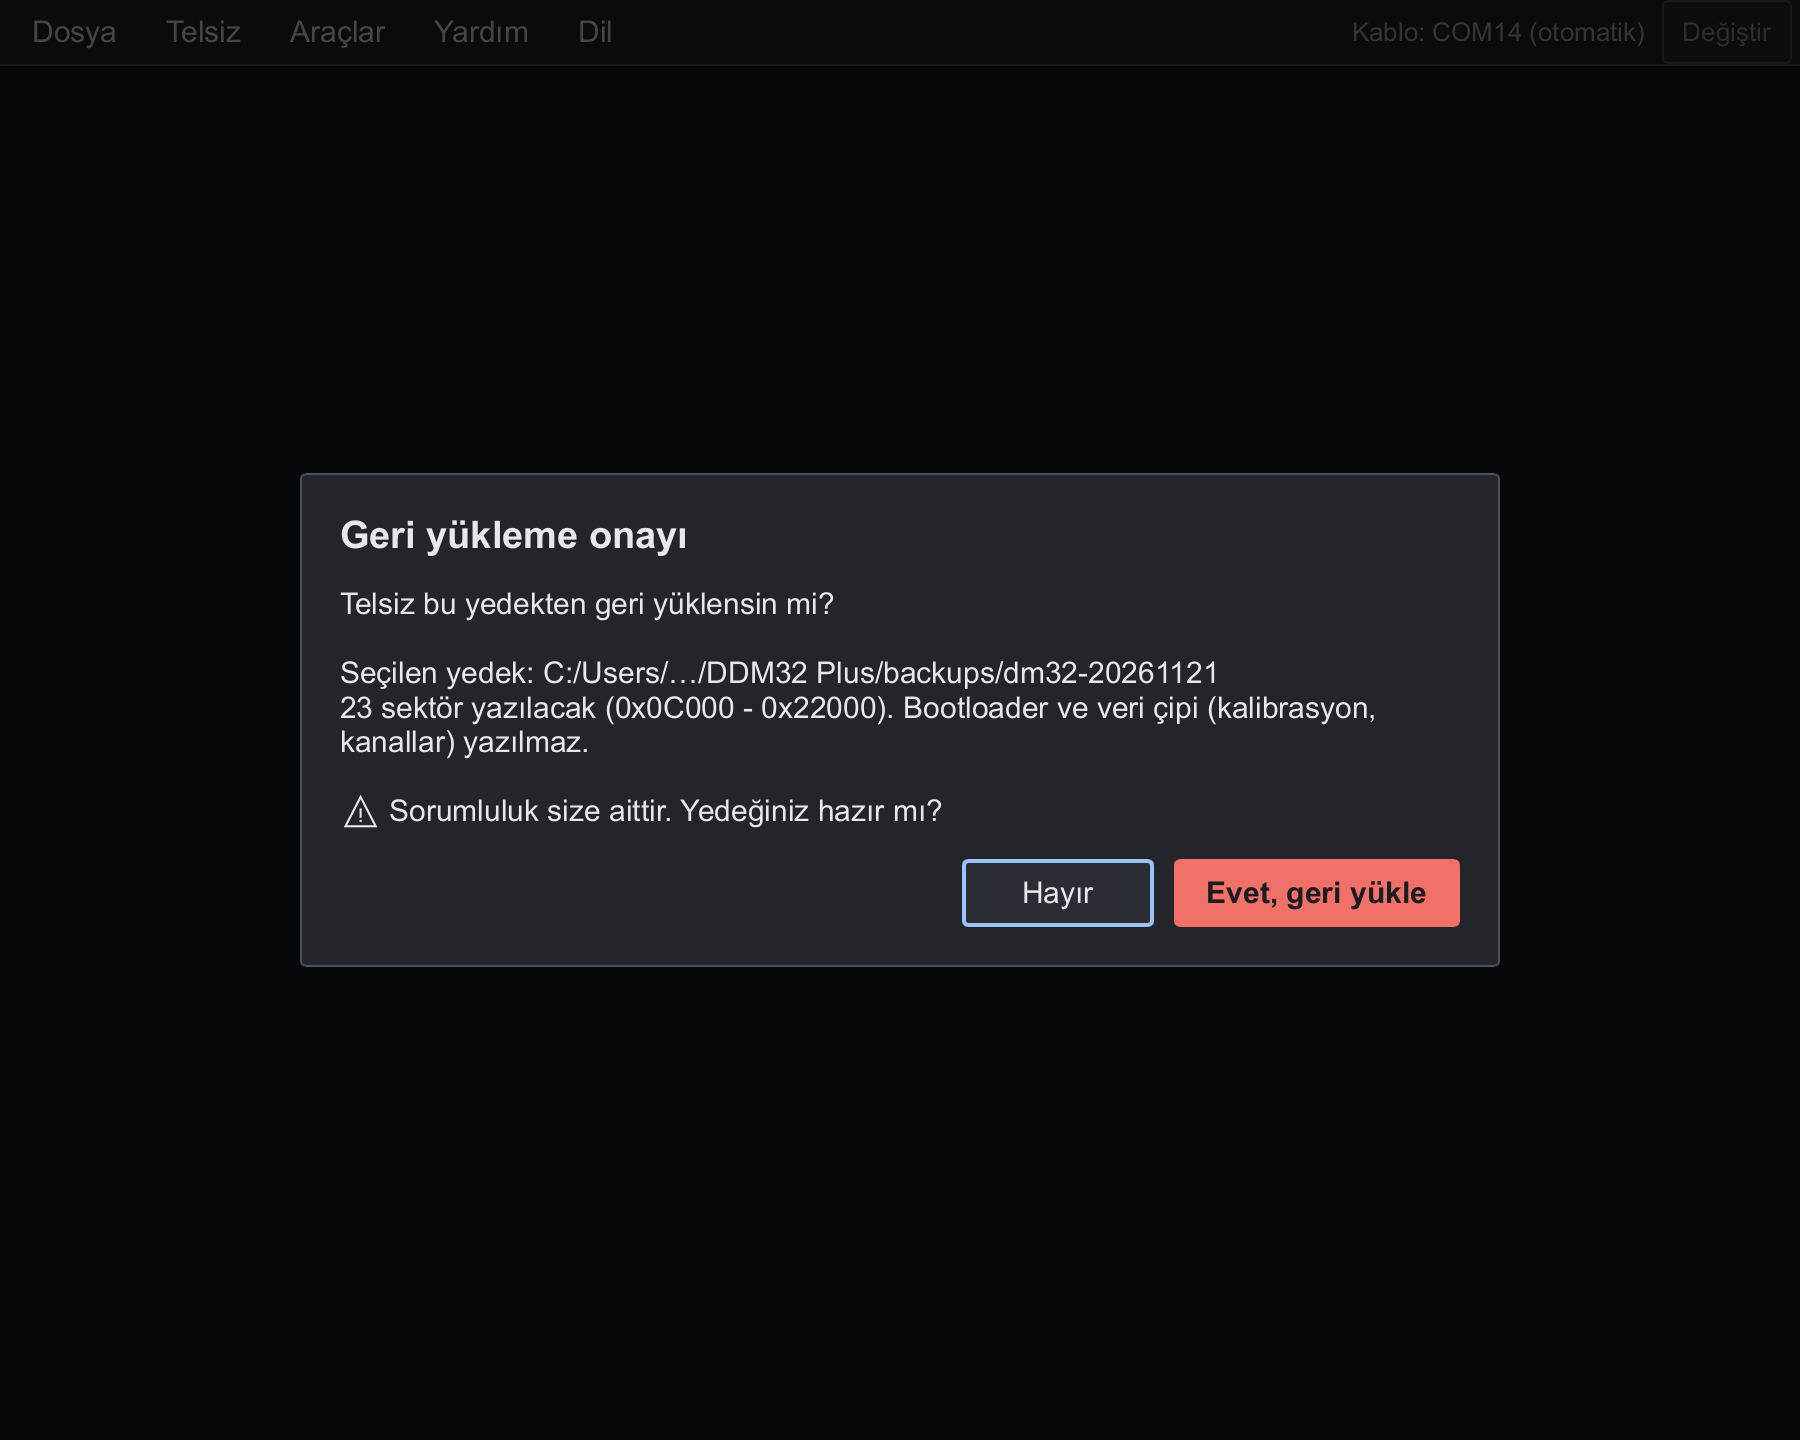 Dosya Telsiz Araçlar Yardım Dil Kablo: COM14 (otomatik) Değiştir
Geri yükleme onayı
Telsiz bu yedekten geri yüklensin mi?
Seçilen yedek: C:/Users/…/DDM32 Plus/backups/dm32-20261121
23 sektör yazılacak (0x0C000 - 0x22000). Bootloader ve veri çipi (kalibrasyon,
kanallar) yazılmaz.
⚠ Sorumluluk size aittir. Yedeğiniz hazır mı?
Hayır Evet, geri yükle